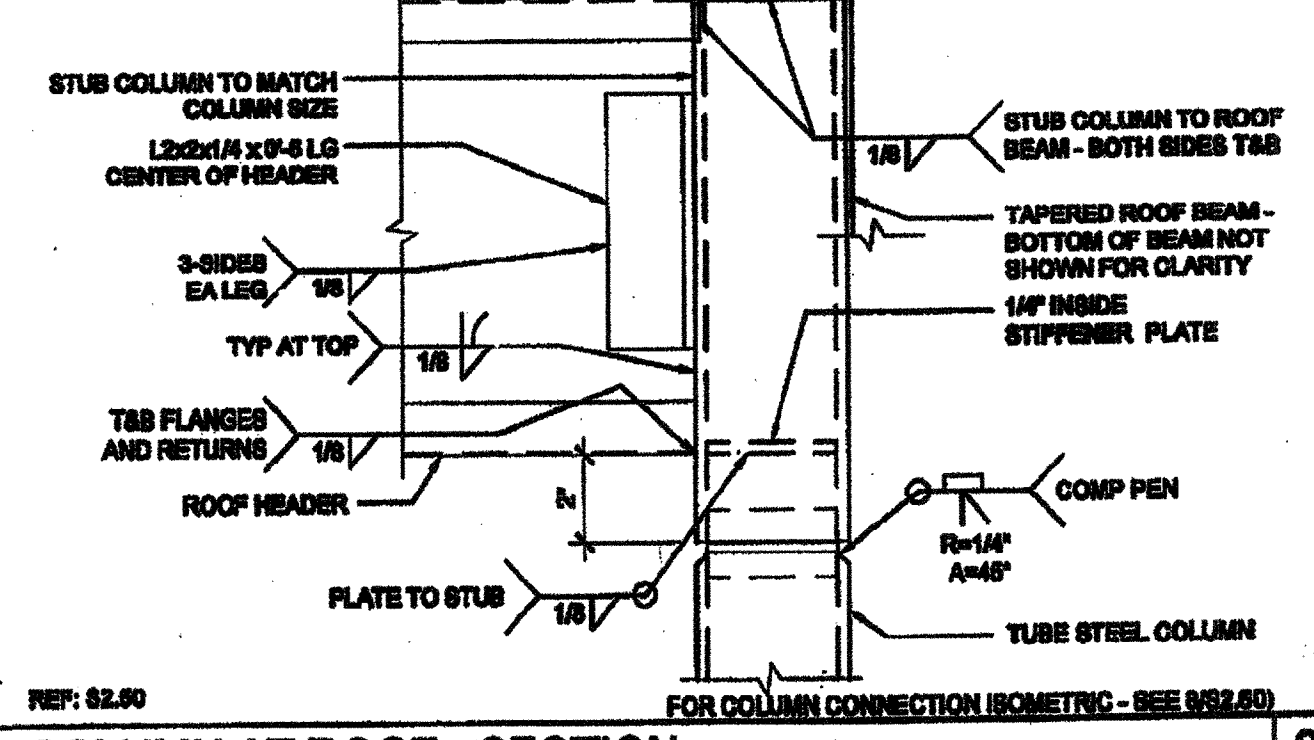 STUB COLUMN TO MATCH
COLUMN SIZE
L2x2x1/4 x 0'-6 LG
CENTER OF HEADER
3-SIDES
EA LEG
1/8
TYP AT TOP
1/8
T&B FLANGES
AND RETURNS
1/8
ROOF HEADER
2"
PLATE TO STUB
1/8
STUB COLUMN TO ROOF
BEAM - BOTH SIDES T&B
1/8
TAPERED ROOF BEAM -
BOTTOM OF BEAM NOT
SHOWN FOR CLARITY
1/4" INSIDE
STIFFENER PLATE
COMP PEN
R=1/4"
A=45°
TUBE STEEL COLUMN
REF: S2.50
FOR COLUMN CONNECTION ISOMETRIC - SEE
SECTION